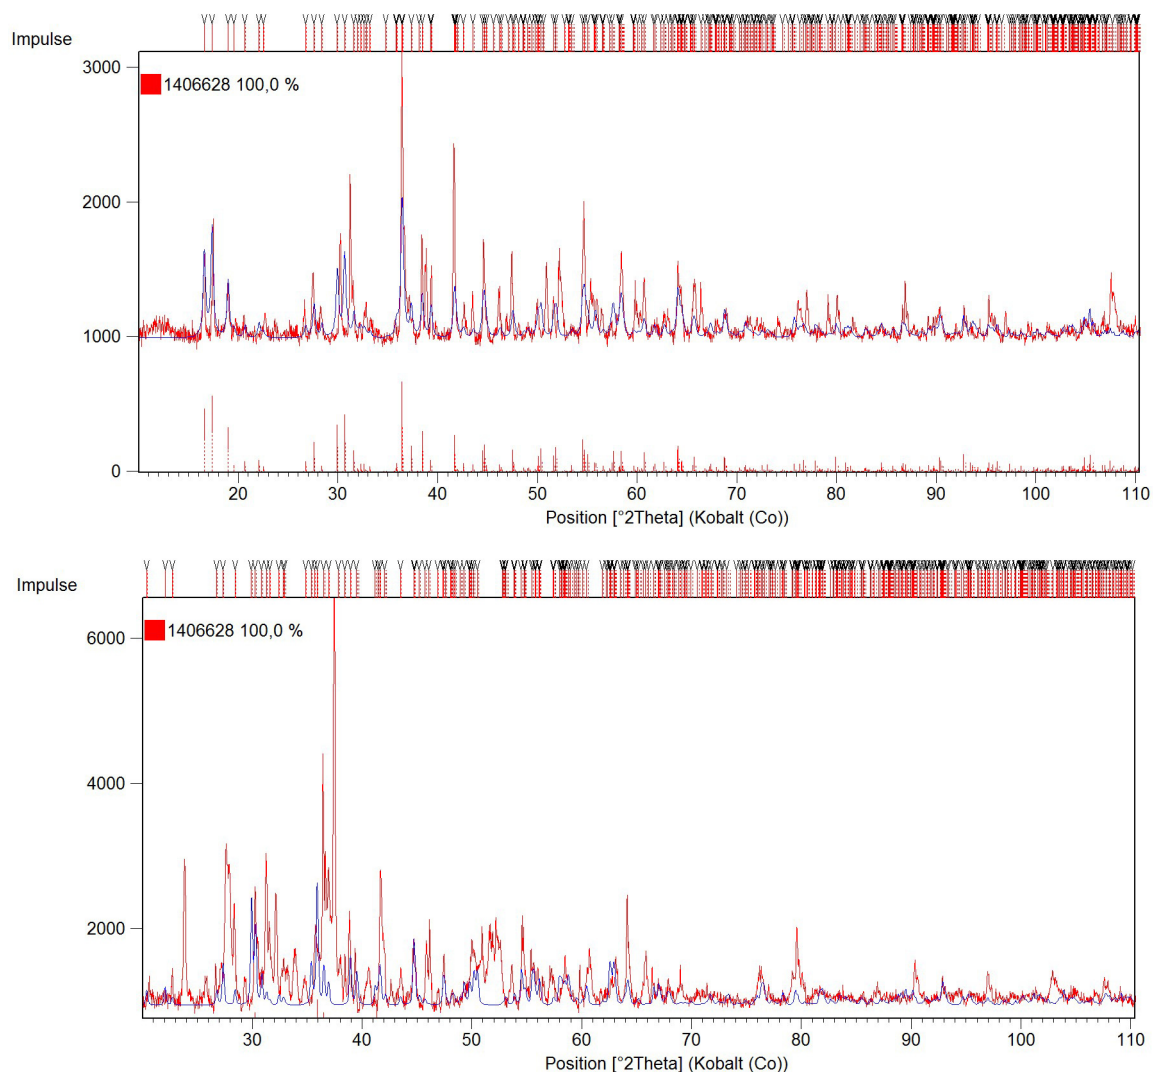 Impulse
3000
1406628 100,0 %
2000
1000
0
20 30 40 50 60 70 80 90 100 110
Position [°2Theta] (Kobalt (Co))
Impulse
6000
1406628 100,0 %
4000
2000
30 40 50 60 70 80 90 100 110
Position [°2Theta] (Kobalt (Co))